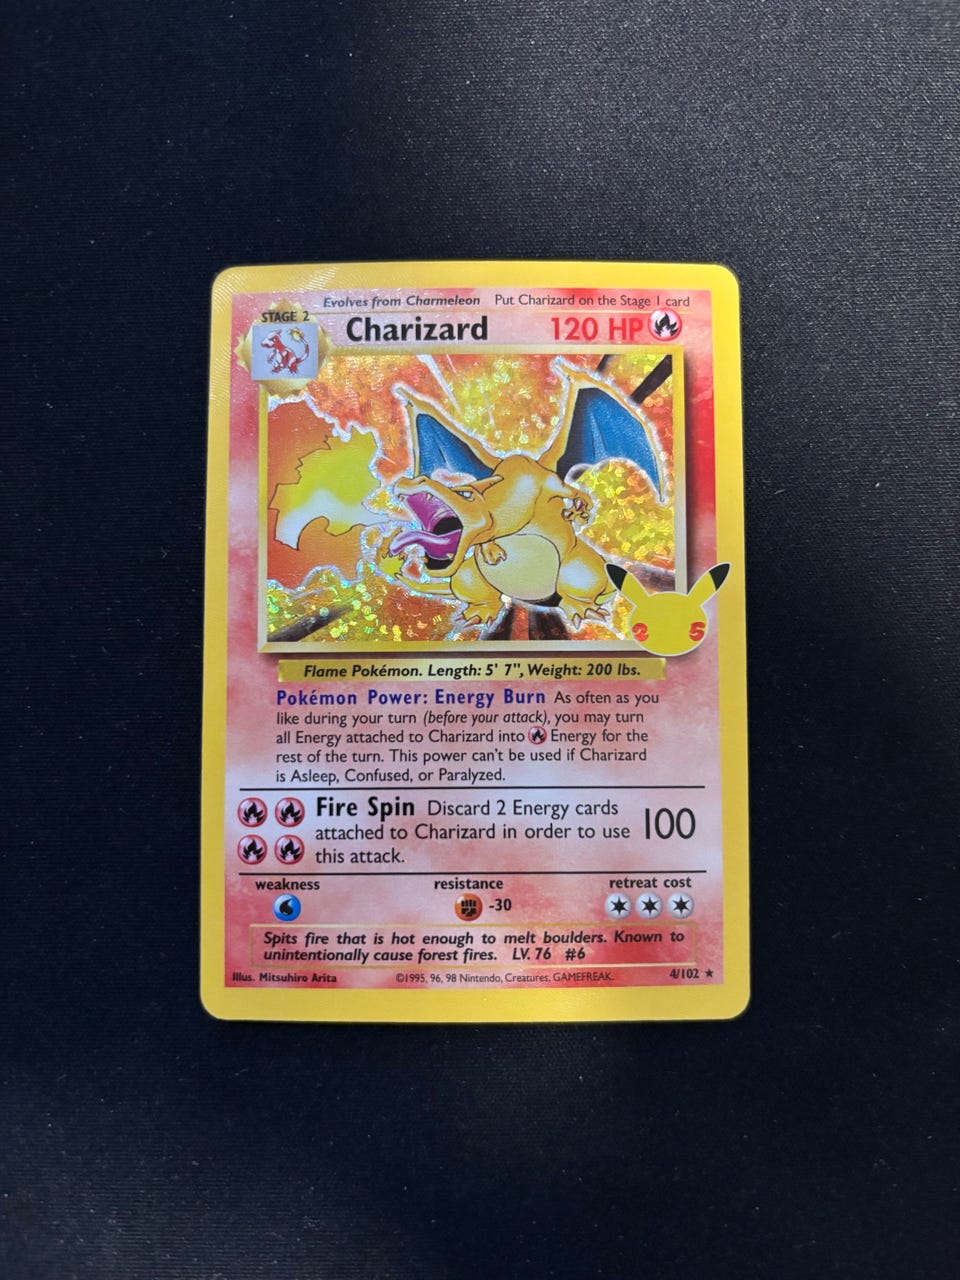 Evolves from Charmeleon Put Charizard on the Stage 1 card
STAGE 2
Charizard 120 HP
25
Flame Pokémon. Length: 5' 7", Weight: 200 lbs.
Pokémon Power: Energy Burn As often as you
like during your turn (before your attack), you may turn
all Energy attached to Charizard into Energy for the
rest of the turn. This power can't be used if Charizard
is Asleep, Confused, or Paralyzed.
Fire Spin Discard 2 Energy cards
attached to Charizard in order to use 100
this attack.
weakness resistance retreat cost
-30
Spits fire that is hot enough to melt boulders. Known to
unintentionally cause forest fires. LV. 76 #6
Illus. Mitsuhiro Arita ©1995, 96, 98 Nintendo, Creatures, GAMEFREAK. 4/102 ★